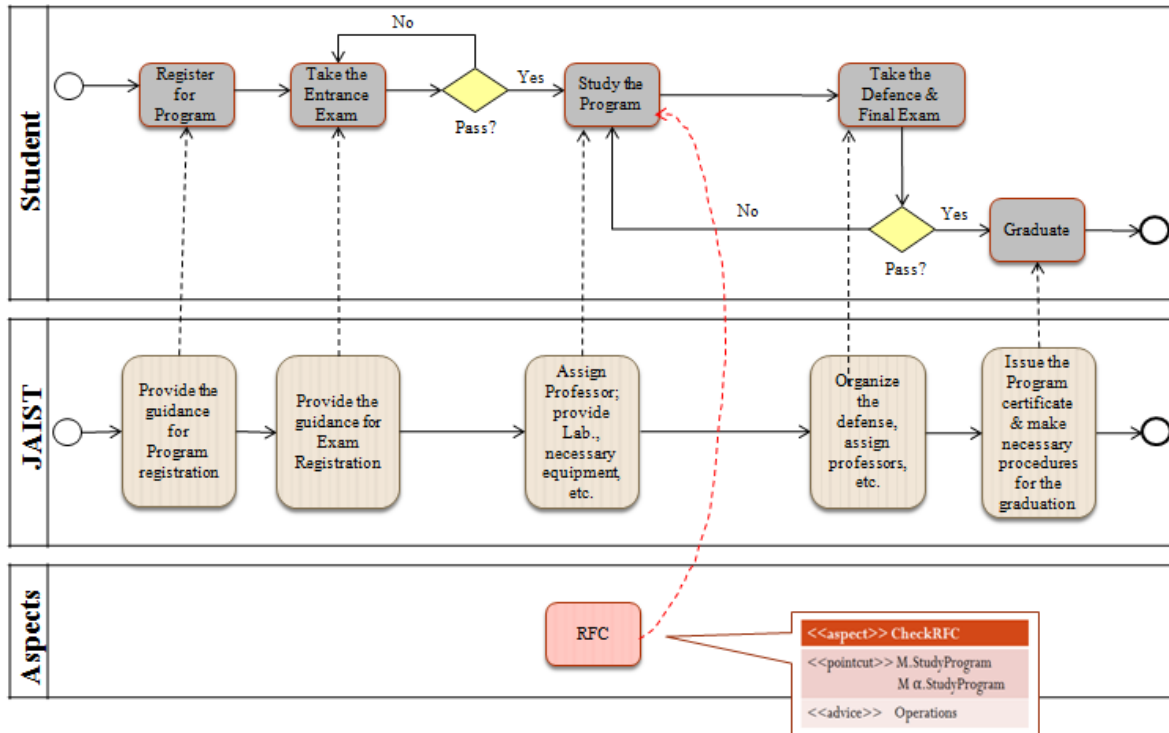 Student
No
Register
for
Program
Take the
Entrance
Exam
Yes
Pass?
Study the
Program
Take the
Defence &
Final Exam
No
Yes
Pass?
Graduate
JAIST
Provide the
guidance
for
Program
registration
Provide the
guidance for
Exam
Registration
Assign
Professor;
provide
Lab.,
necessary
equipment,
etc.
Organize
the
defense,
assign
professors,
etc.
Issue the
Program
certificate
& make
necessary
procedures
for the
graduation
Aspects
RFC
<<aspect>> CheckRFC
<<pointcut>> M.StudyProgram
M α.StudyProgram
<<advice>> Operations